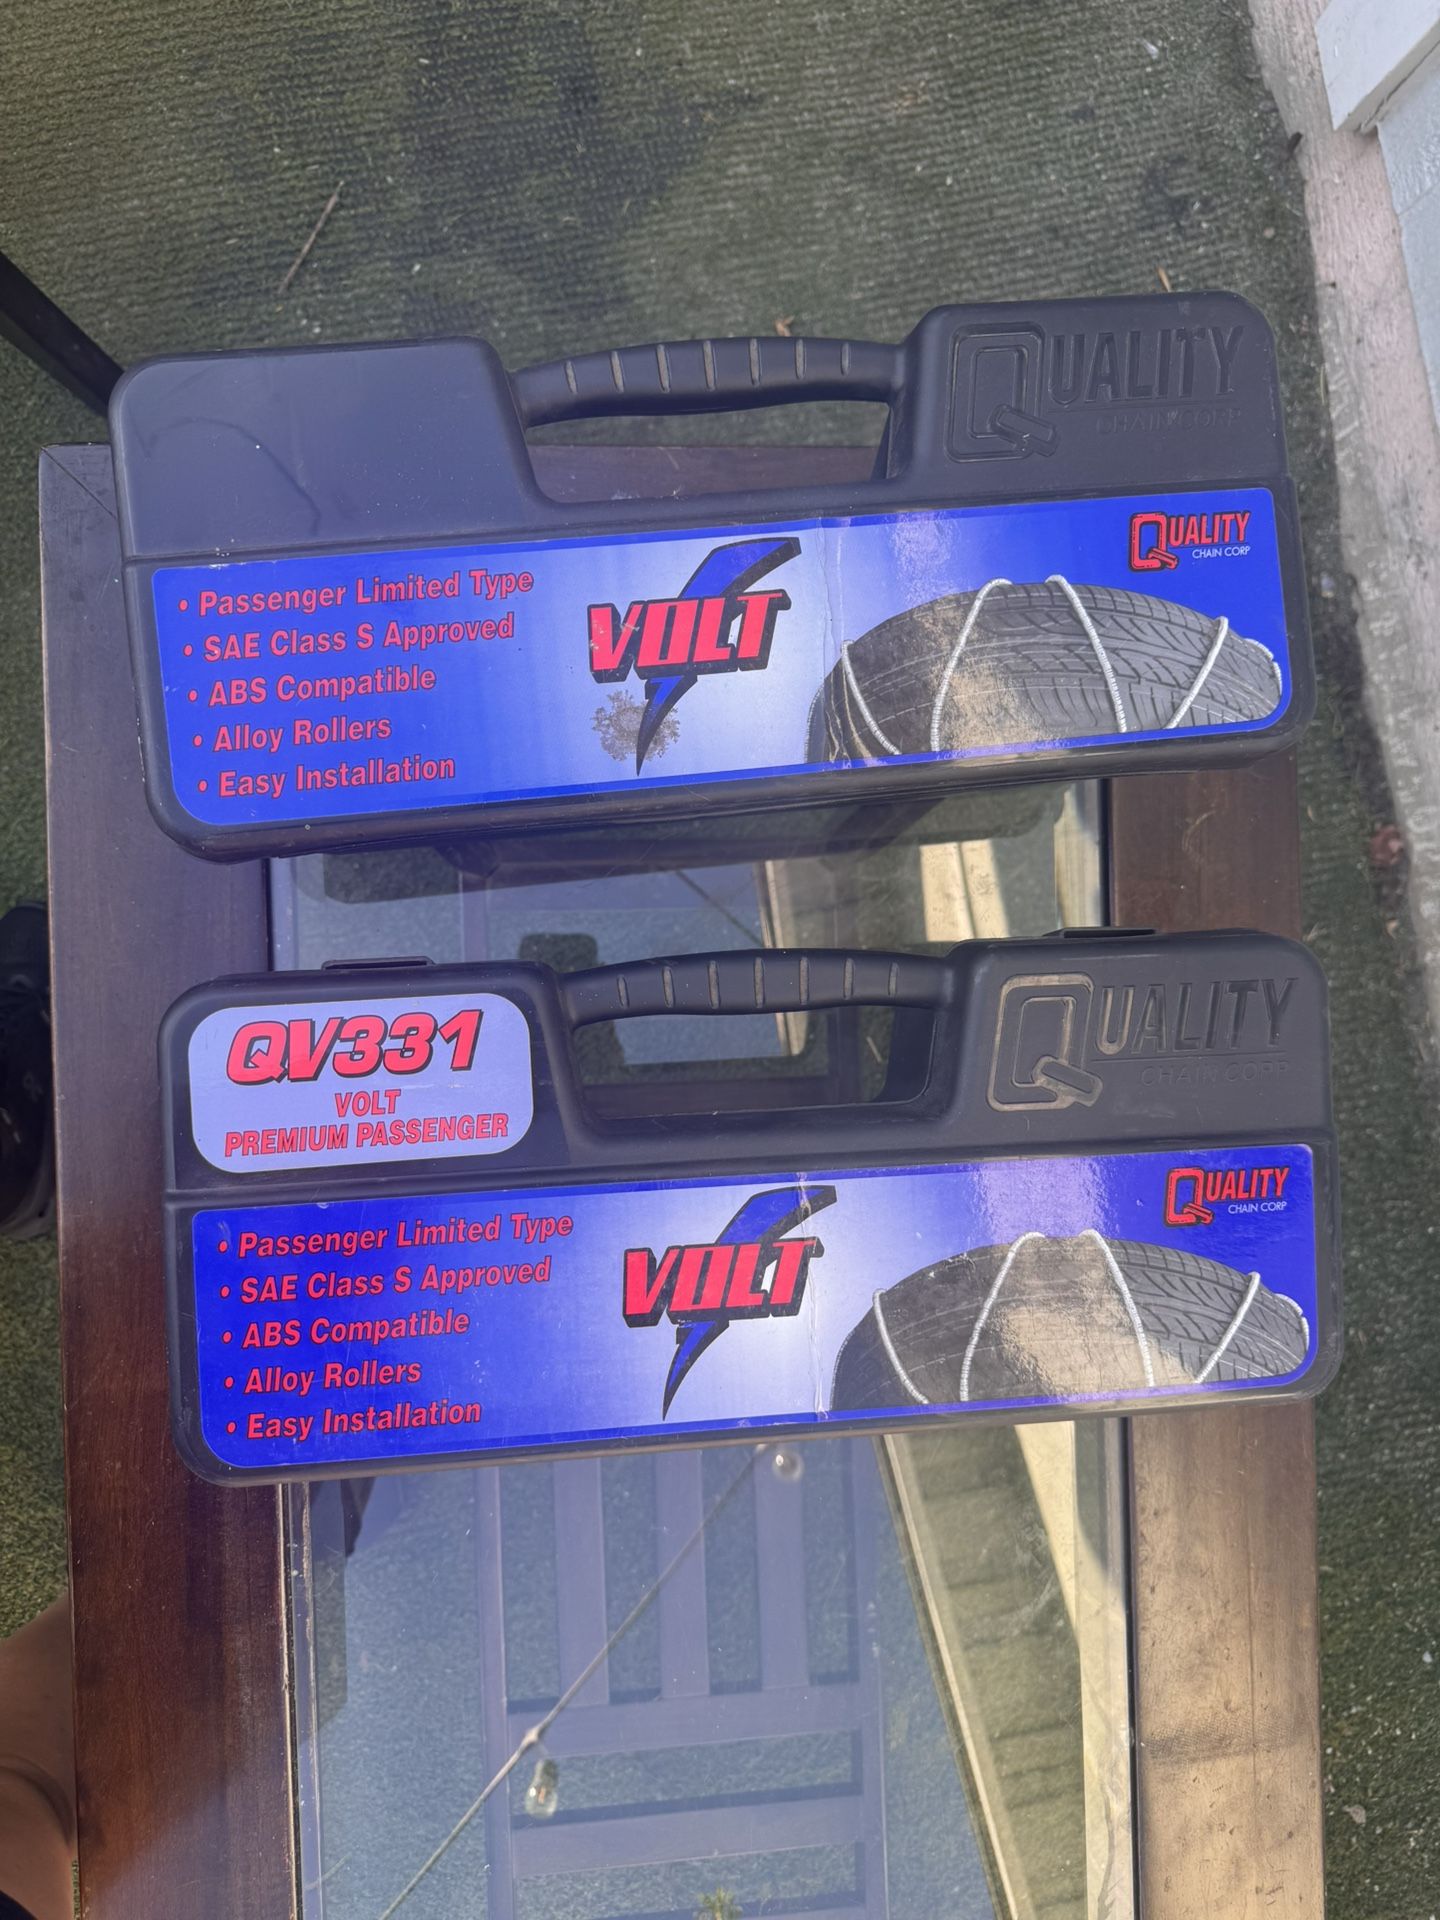 QUALITY
CHAIN CORP
QUALITY
CHAIN CORP
• Passenger Limited Type
• SAE Class S Approved
• ABS Compatible
• Alloy Rollers
• Easy Installation
VOLT
QV331
VOLT
PREMIUM PASSENGER
QUALITY
CHAIN CORP
QUALITY
CHAIN CORP
• Passenger Limited Type
• SAE Class S Approved
• ABS Compatible
• Alloy Rollers
• Easy Installation
VOLT